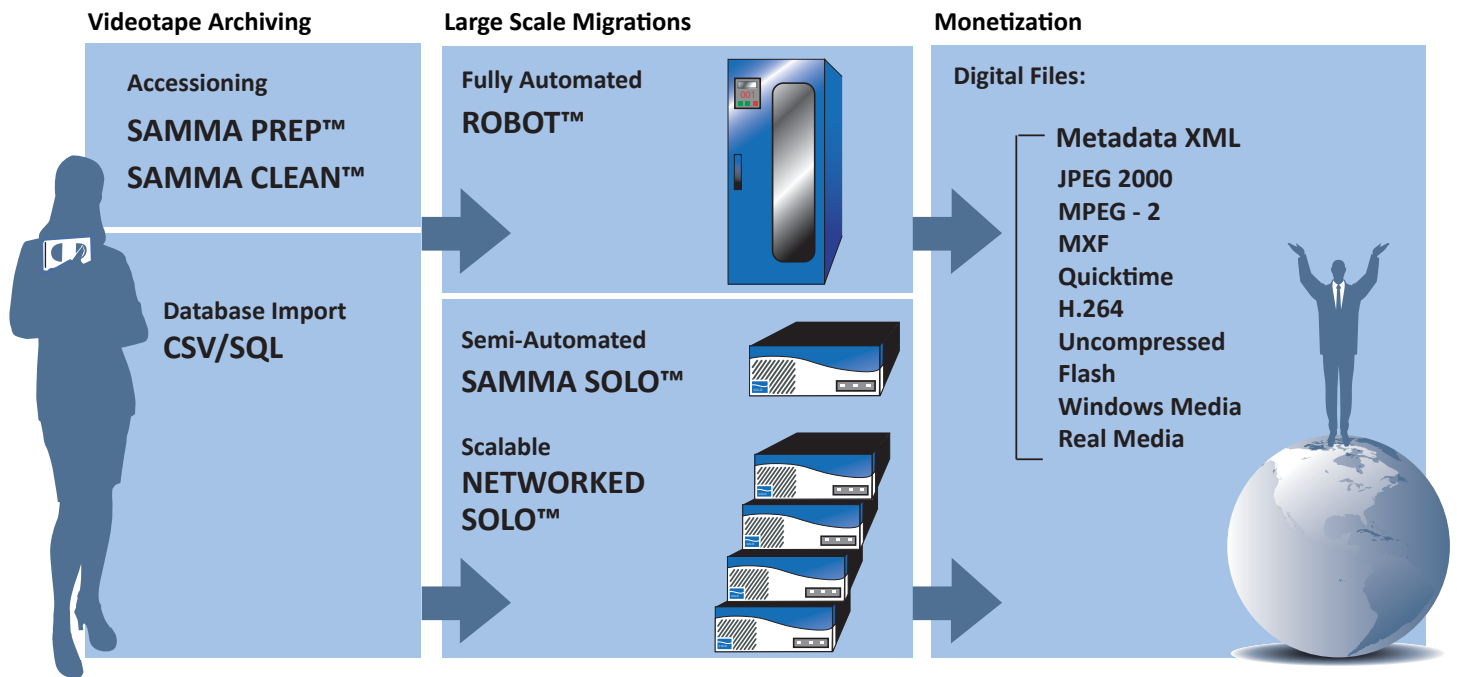 Videotape Archiving
Accessioning
SAMMA PREP™
SAMMA CLEAN™
Database Import
CSV/SQL
Large Scale Migrations
Fully Automated
ROBOT™
001
Semi-Automated
SAMMA SOLO™
Scalable
NETWORKED
SOLO™
Monetization
Digital Files:
Metadata XML
JPEG 2000
MPEG - 2
MXF
Quicktime
H.264
Uncompressed
Flash
Windows Media
Real Media